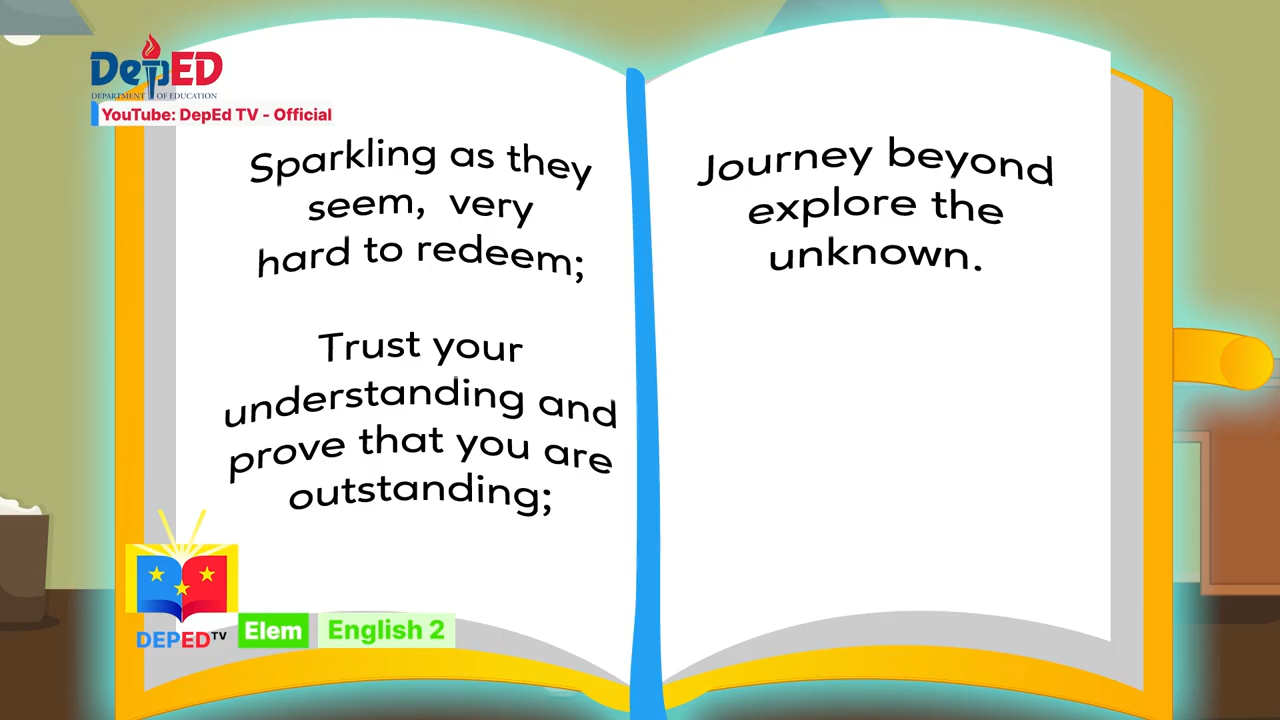 DepED
DEPARTMENT OF EDUCATION
YouTube: DepEd TV - Official
Sparkling as they
seem, very
hard to redeem;
Trust your
understanding and
prove that you are
outstanding;
Journey beyond
explore the
unknown.
DEPED TV
Elem
English 2